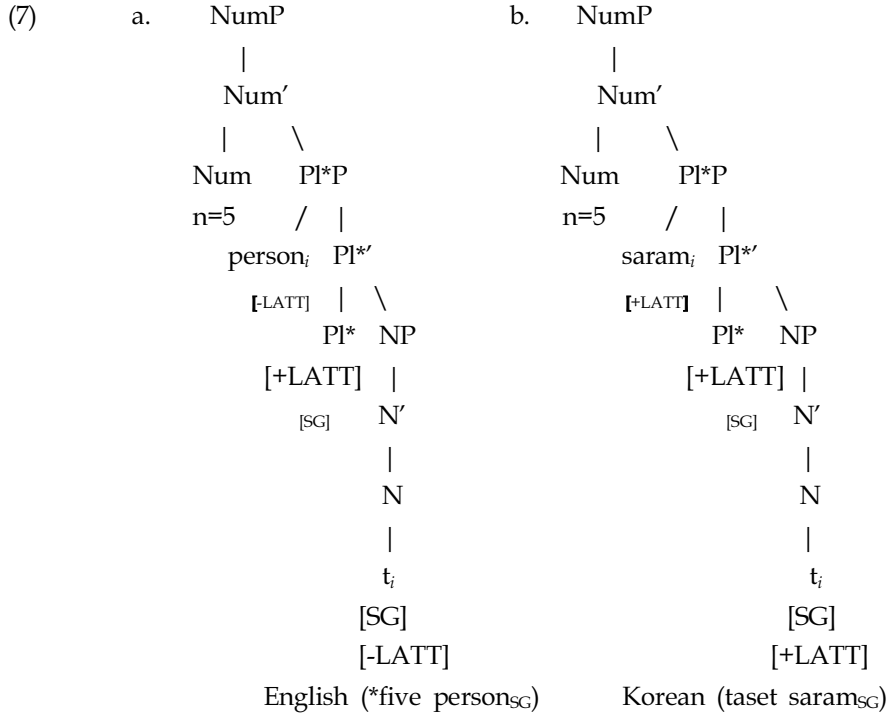 (7) a. NumP b. NumP
| |
Num′ Num′
| \ | \
Num Pl*P Num Pl*P
n=5 / | n=5 / |
personᵢ Pl*′ saramᵢ Pl*′
[-LATT] | \ [+LATT] | \
Pl* NP Pl* NP
[+LATT] | [+LATT] |
[SG] N′ [SG] N′
| |
N N
| |
tᵢ tᵢ
[SG] [SG]
[-LATT] [+LATT]
English (*five personSG) Korean (taset saramSG)